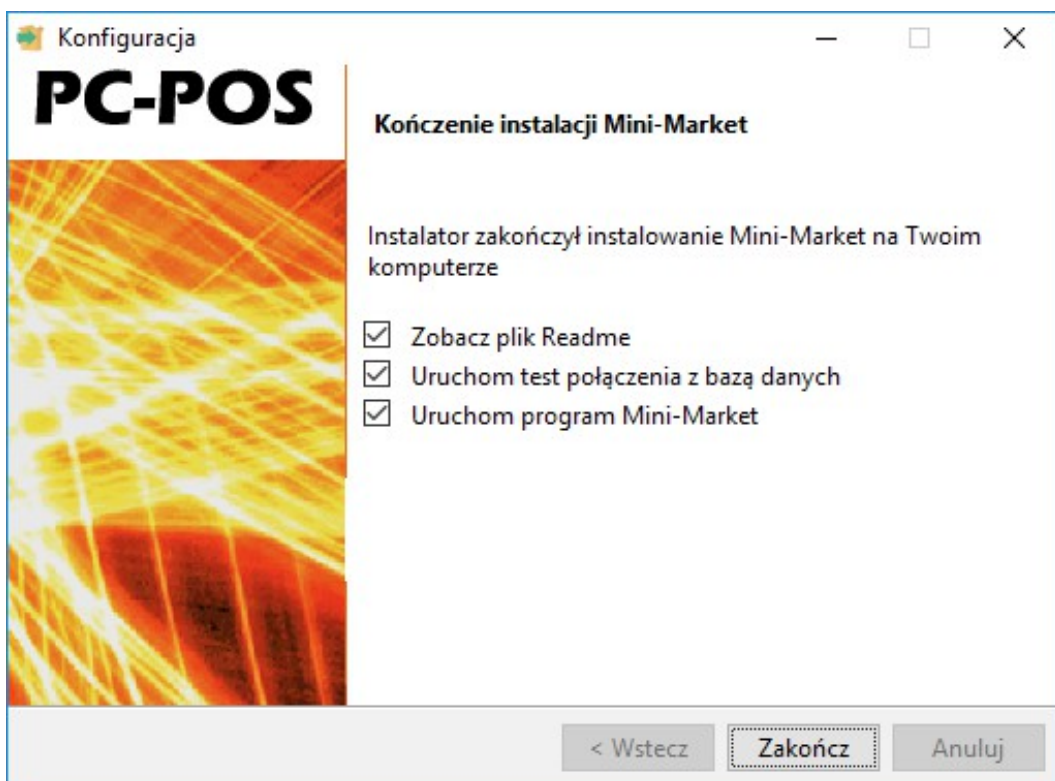 Konfiguracja
PC-POS
Kończenie instalacji Mini-Market
Instalator zakończył instalowanie Mini-Market na Twoim
komputerze
Zobacz plik Readme
Uruchom test połączenia z bazą danych
Uruchom program Mini-Market
< Wstecz
Zakończ
Anuluj